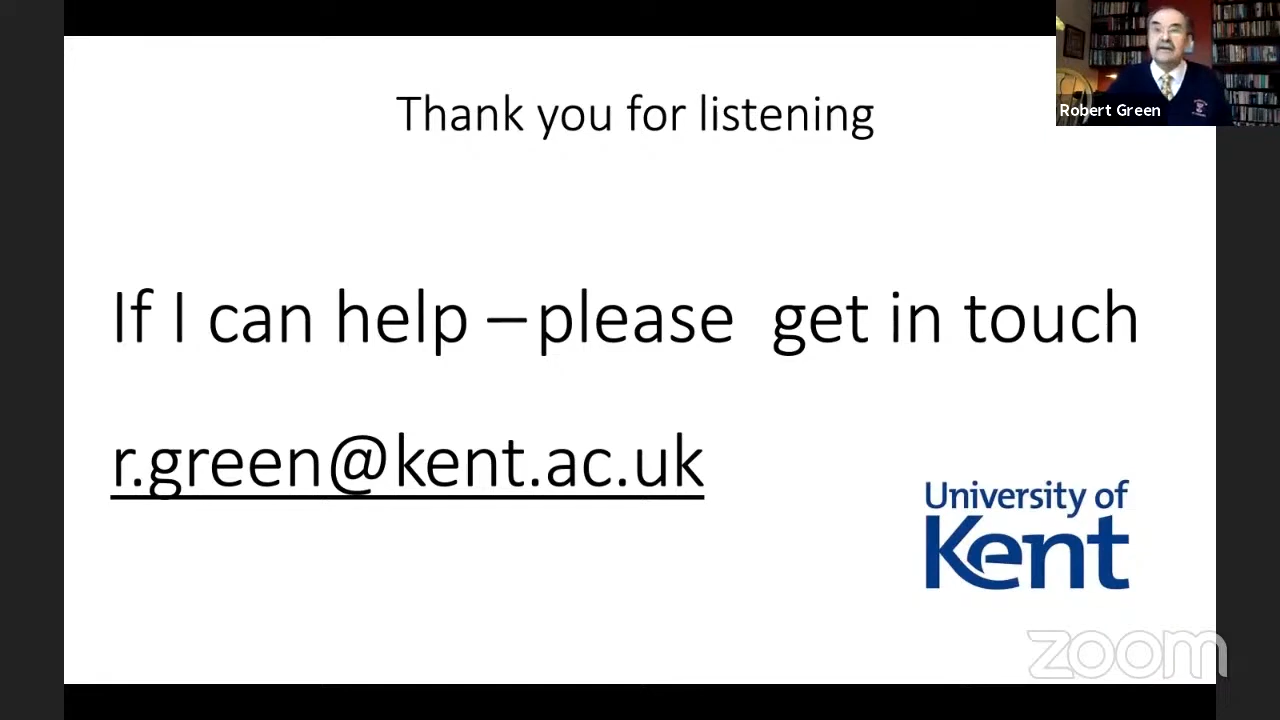 Thank you for listening
Robert Green
If I can help – please get in touch
r.green@kent.ac.uk
University of
Kent
zoom